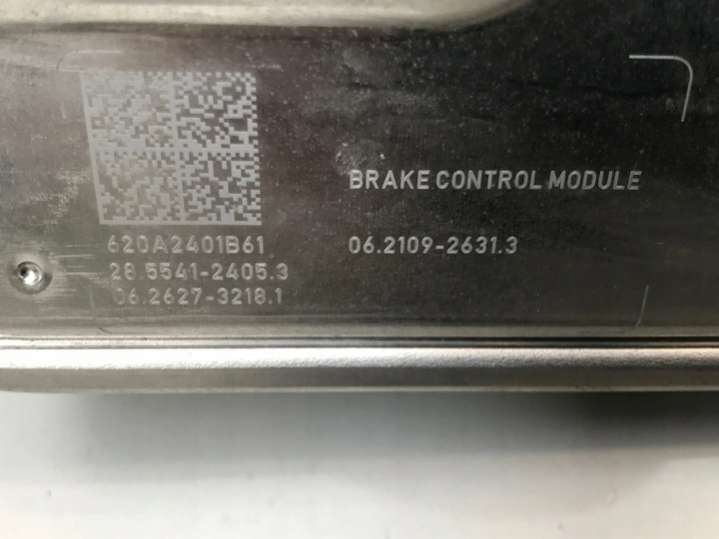 BRAKE CONTROL MODULE
620A2401B61
06.2109-2631.3
28.5541-2405.3
06.2627-3218.1